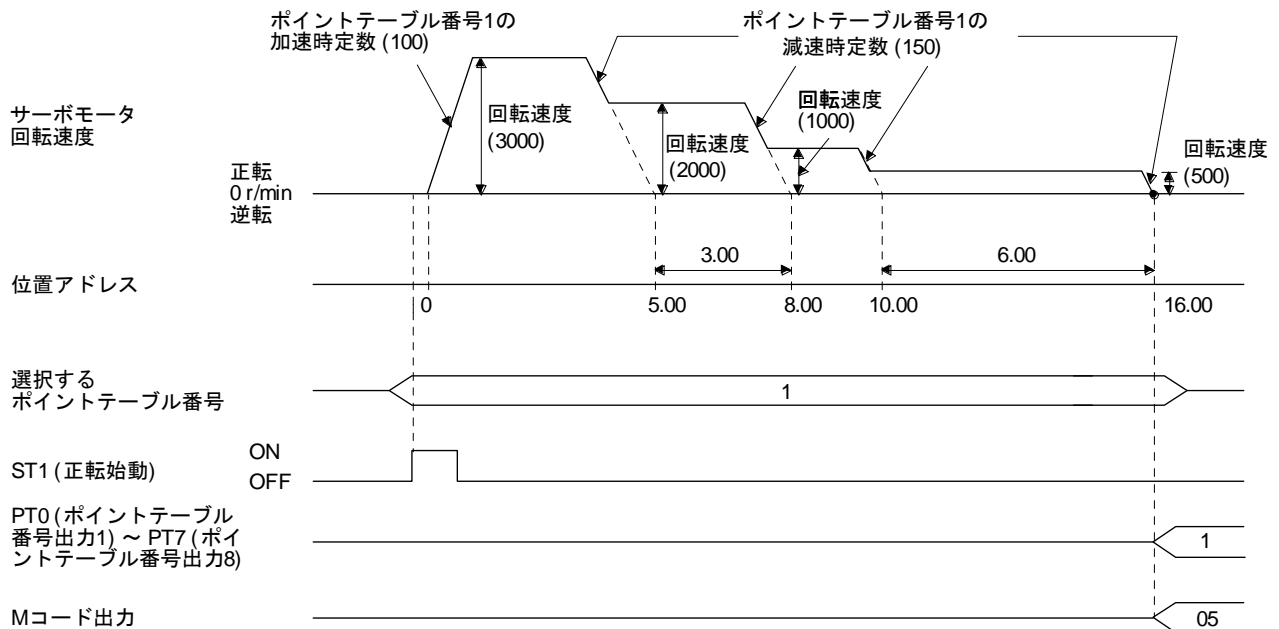 ポイントテーブル番号1の
加速時定数 (100)
ポイントテーブル番号1の
減速時定数 (150)
サーボモータ
回転速度
回転速度
(3000)
回転速度
(2000)
回転速度
(1000)
回転速度
(500)
正転
0 r/min
逆転
3.00
6.00
位置アドレス
0
5.00
8.00
10.00
16.00
選択する
ポイントテーブル番号
1
ST1 (正転始動)
ON
OFF
PT0 (ポイントテーブル
番号出力1) ～ PT7 (ポイ
ントテーブル番号出力8)
1
Mコード出力
05